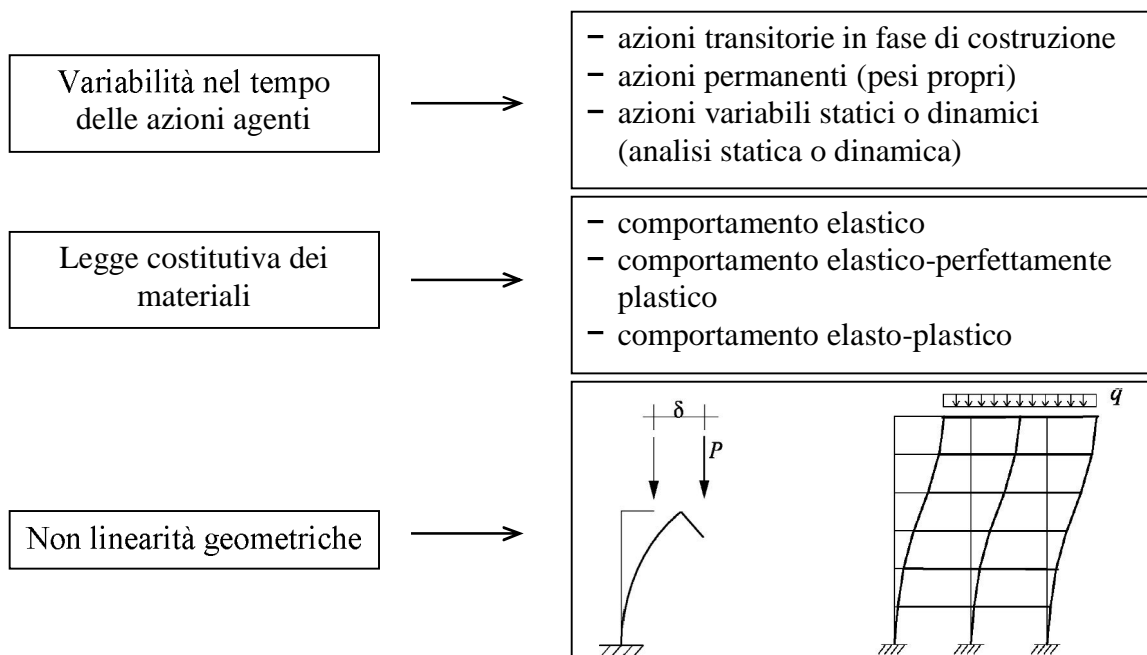 Variabilità nel tempo
delle azioni agenti
− azioni transitorie in fase di costruzione
− azioni permanenti (pesi propri)
− azioni variabili statici o dinamici
(analisi statica o dinamica)
Legge costitutiva dei
materiali
− comportamento elastico
− comportamento elastico-perfettamente
plastico
− comportamento elasto-plastico
Non linearità geometriche
δ
P
q